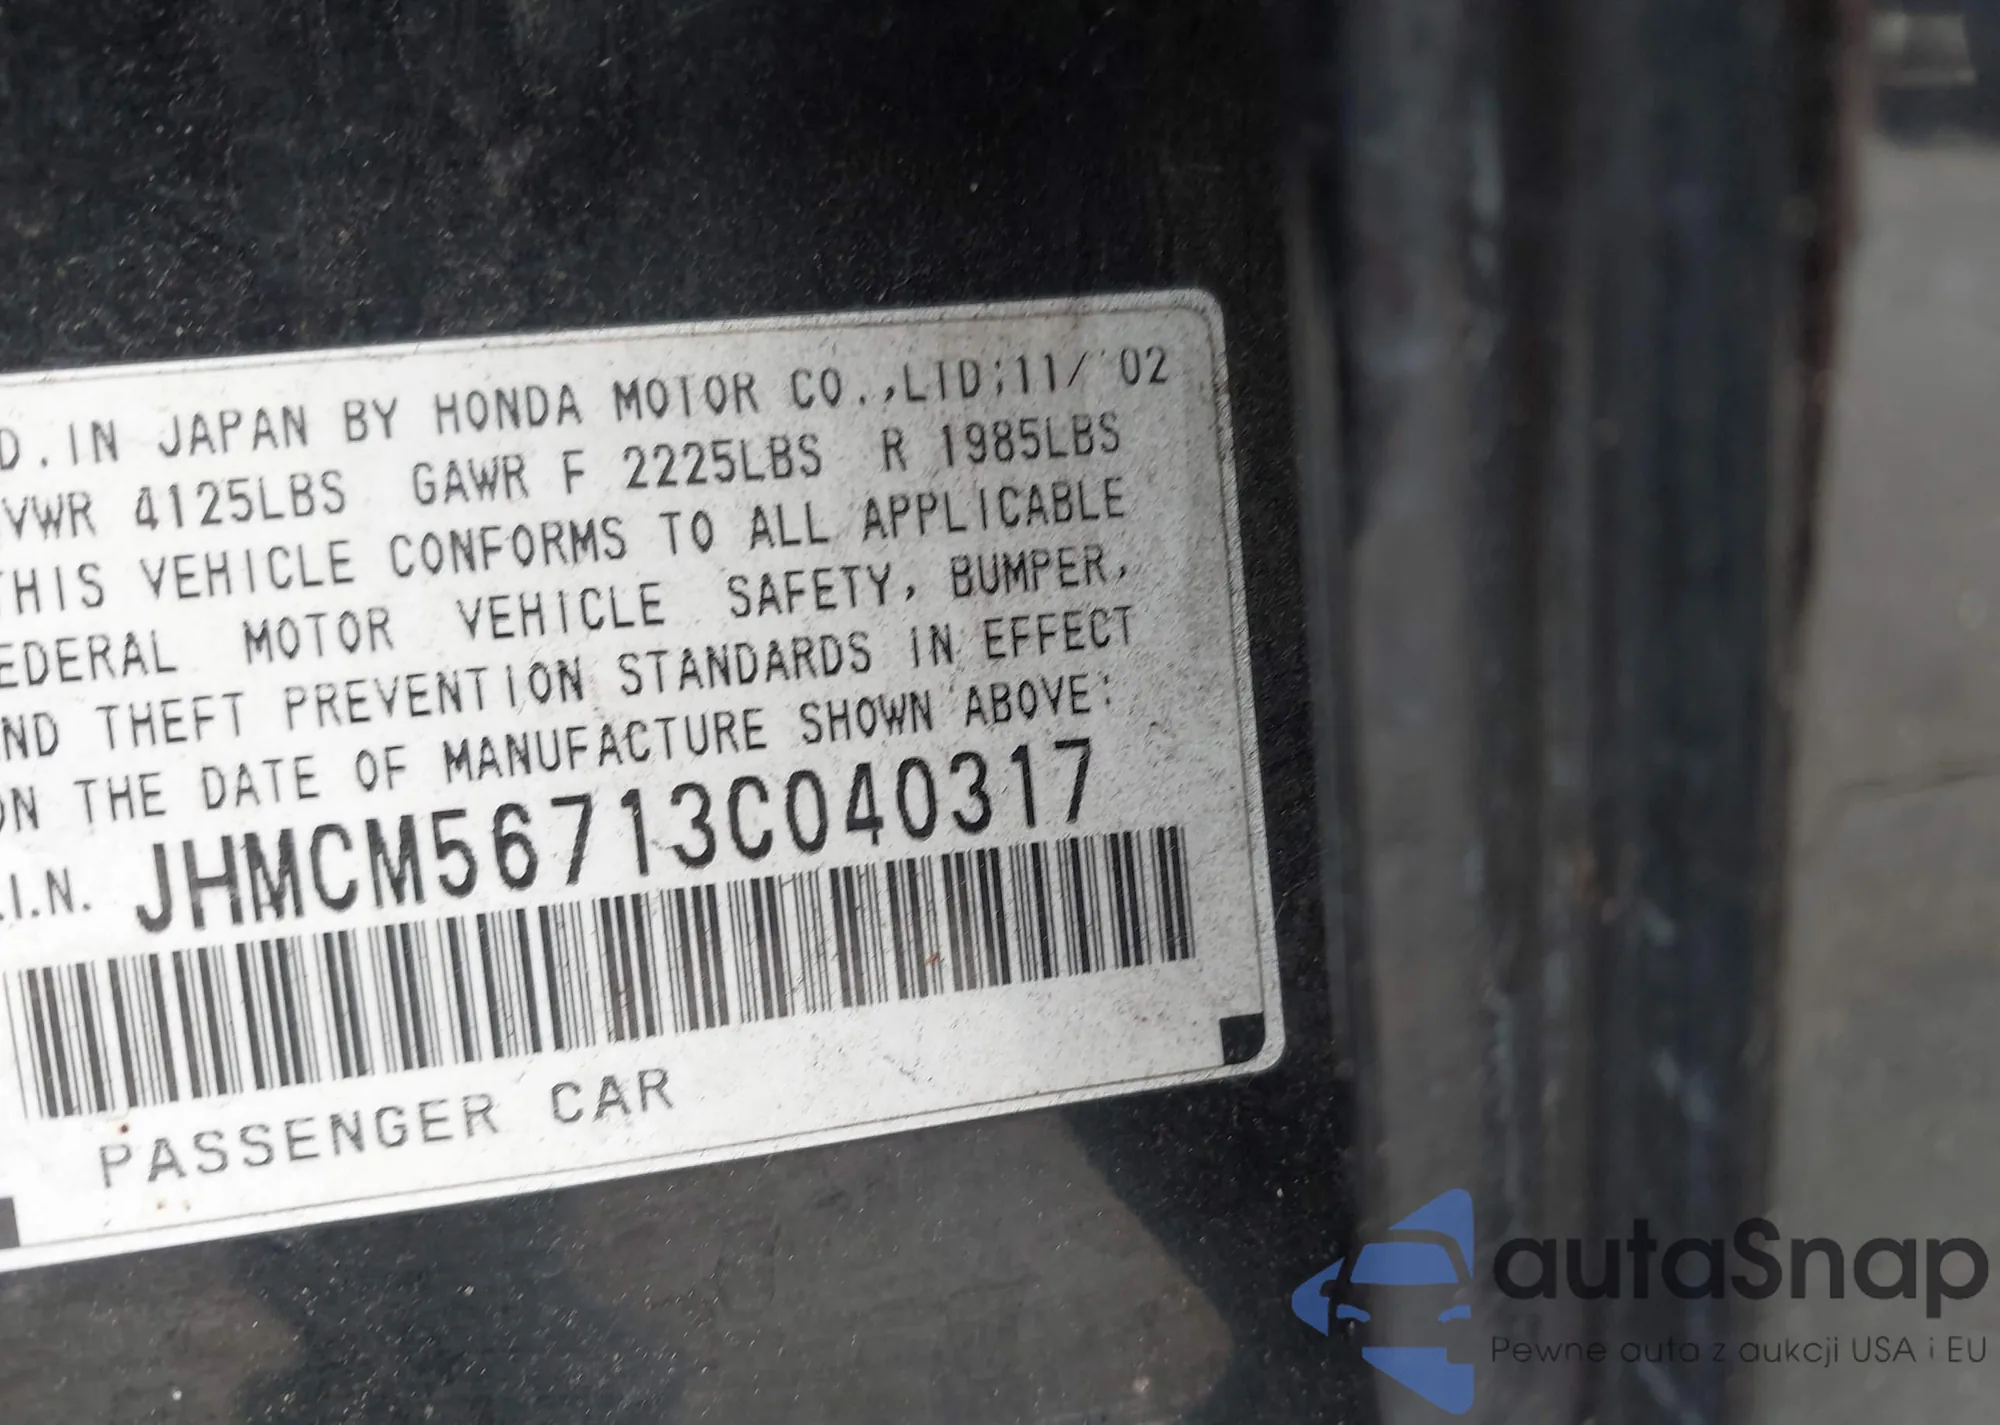 D.IN JAPAN BY HONDA MOTOR CO.,LTD;11/'02
VWR 4125LBS GAWR F 2225LBS R 1985LBS
HIS VEHICLE CONFORMS TO ALL APPLICABLE
EDERAL MOTOR VEHICLE SAFETY, BUMPER,
ND THEFT PREVENTION STANDARDS IN EFFECT
ON THE DATE OF MANUFACTURE SHOWN ABOVE:
.I.N. JHMCM56713C040317
PASSENGER CAR
autaSnap
Pewne auta z aukcji USA i EU